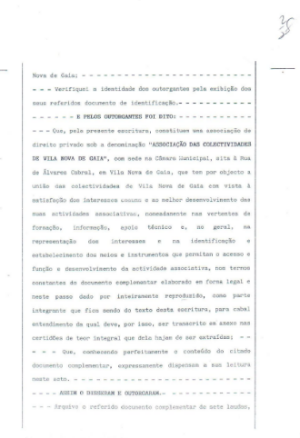 Nova de Gaia; - - - - - - - - - - - - - - - - - - - - - - -
- - - Verifiquei a identidade dos outorgantes pela exibição dos
seus referidos documento de identificação.- - - - - - - - - - -
- - - - - - - - E PELOS OUTORGANTES FOI DITO: - - - - - - - - -
- - - Que, pela presente escritura, constituem uma associação de
direito privado sob a denominação "ASSOCIAÇÃO DAS COLECTIVIDADES
DE VILA NOVA DE GAIA", com sede na Câmara Municipal, sita à Rua
de Álvares Cabral, em Vila Nova de Gaia, que tem por objecto a
união das colectividades de Vila Nova de Gaia com vista à
satisfação dos interesses comuns e ao melhor desenvolvimento das
suas actividades associativas, nomeadamente nas vertentes da
formação, informação, apoio técnico e, no geral, na
representação dos interesses e na identificação e
estabelecimento dos meios e instrumentos que permitam o acesso e
função e desenvolvimento da actividade associativa, nos termos
constantes do documento complementar elaborado em forma legal e
neste passo dado por inteiramente reproduzido, como parte
integrante que fica sendo do texto desta escritura, para cabal
entendimento da qual deve, por isso, ser transcrito em anexo nas
certidões de teor integral que dela hajam de ser extraídas; - -
- - - - Que, conhecendo perfeitamente o conteúdo do citado
documento complementar, expressamente dispensam a sua leitura
neste acto.- - - - - - - - - - - - - - - - - - - - - - - -
- - - - - - ASSIM O DISSERAM E OUTORGARAM.- - - - - - - - -
- - - Arquivo o referido documento complementar